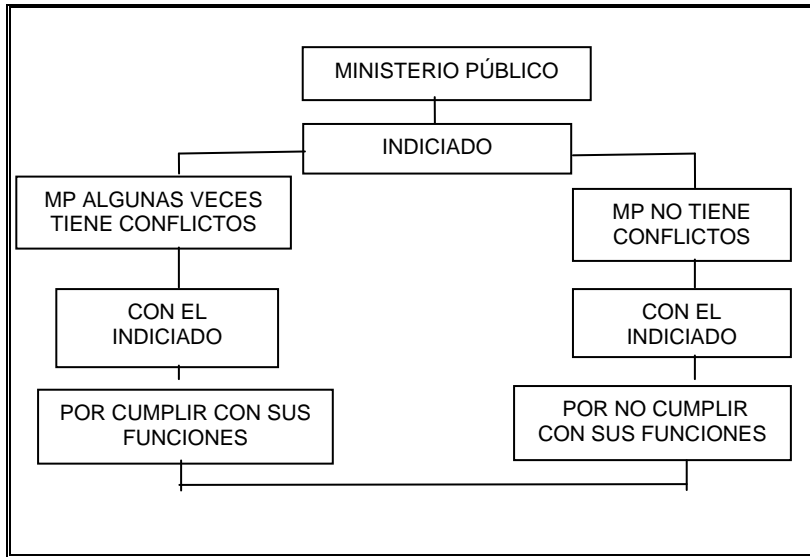 MINISTERIO PÚBLICO
INDICIADO
MP ALGUNAS VECES
TIENE CONFLICTOS
MP NO TIENE
CONFLICTOS
CON EL
INDICIADO
CON EL
INDICIADO
POR CUMPLIR CON SUS
FUNCIONES
POR NO CUMPLIR
CON SUS FUNCIONES